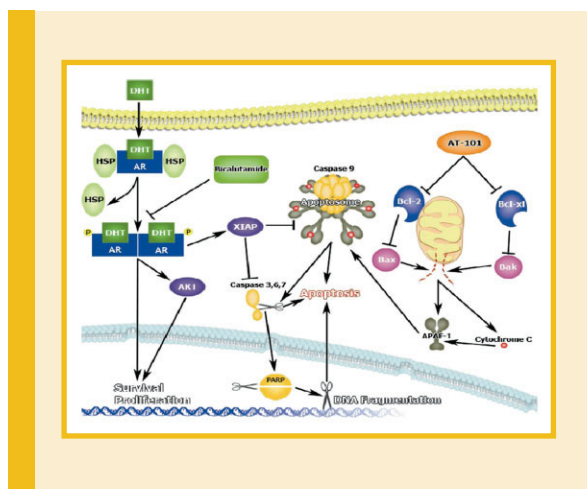 DHT
DHT
HSP
AR
HSP
HSP
Bicalutamide
P
DHT
DHT
P
AR
AR
AKT
XIAP
Caspase 9
Apoptosome
Caspase 3,6,7
Apoptosis
AT-101
Bcl-2
Bcl-xl
Bax
Bak
APAF-1
Cytochrome C
Survival
Proliferation
PARP
DNA Fragmentation